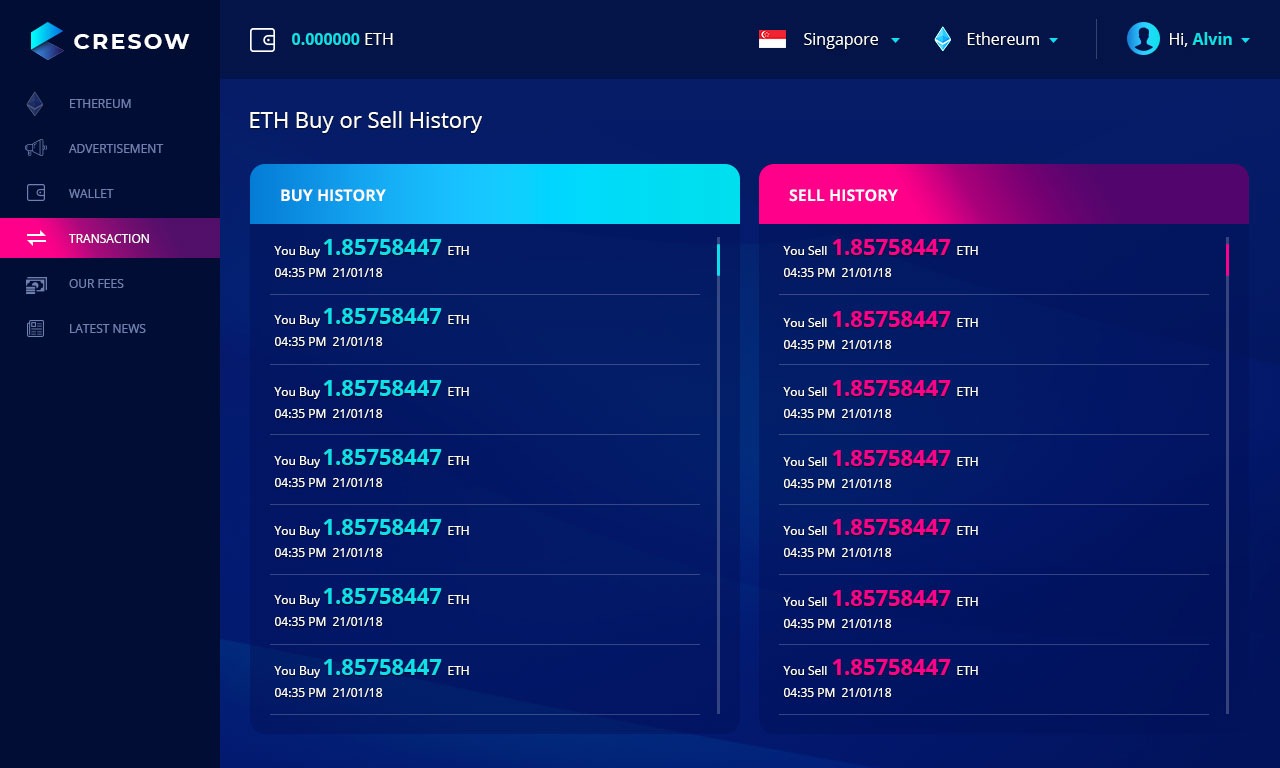 CRESOW
0.000000 ETH
Singapore
Ethereum
Hi, Alvin
ETHEREUM
ADVERTISEMENT
WALLET
TRANSACTION
OUR FEES
LATEST NEWS
ETH Buy or Sell History
BUY HISTORY
You Buy 1.85758447 ETH
04:35 PM 21/01/18
You Buy 1.85758447 ETH
04:35 PM 21/01/18
You Buy 1.85758447 ETH
04:35 PM 21/01/18
You Buy 1.85758447 ETH
04:35 PM 21/01/18
You Buy 1.85758447 ETH
04:35 PM 21/01/18
You Buy 1.85758447 ETH
04:35 PM 21/01/18
You Buy 1.85758447 ETH
04:35 PM 21/01/18
SELL HISTORY
You Sell 1.85758447 ETH
04:35 PM 21/01/18
You Sell 1.85758447 ETH
04:35 PM 21/01/18
You Sell 1.85758447 ETH
04:35 PM 21/01/18
You Sell 1.85758447 ETH
04:35 PM 21/01/18
You Sell 1.85758447 ETH
04:35 PM 21/01/18
You Sell 1.85758447 ETH
04:35 PM 21/01/18
You Sell 1.85758447 ETH
04:35 PM 21/01/18